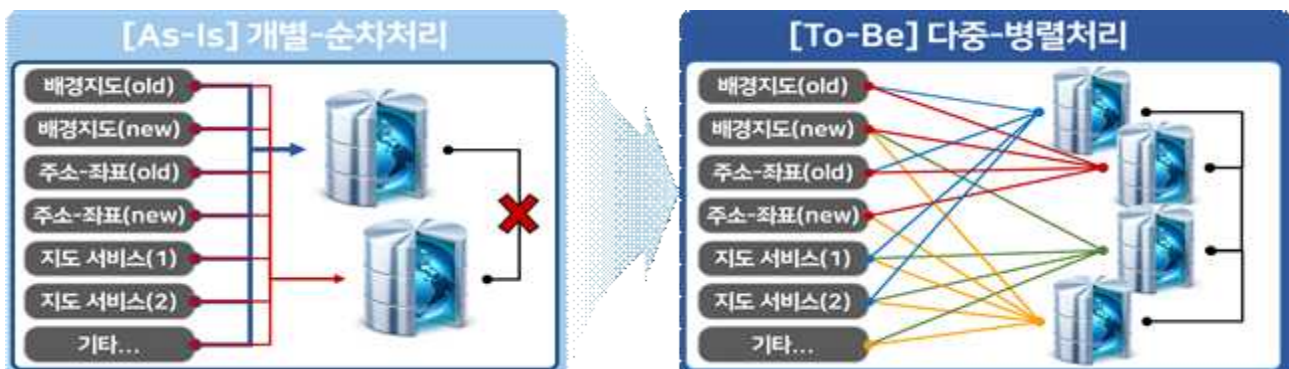 [As-Is] 개별-순차처리
배경지도(old)
배경지도(new)
주소-좌표(old)
주소-좌표(new)
지도 서비스(1)
지도 서비스(2)
기타...
[To-Be] 다중-병렬처리
배경지도(old)
배경지도(new)
주소-좌표(old)
주소-좌표(new)
지도 서비스(1)
지도 서비스(2)
기타...